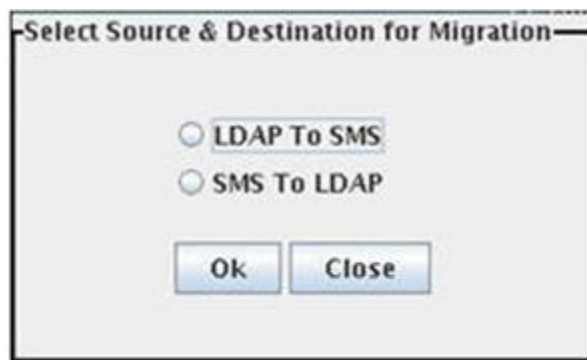 Select Source & Destination for Migration
LDAP To SMS
SMS To LDAP
Ok
Close